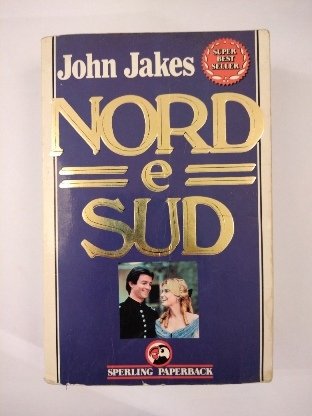 John Jakes
SUPER
BEST
SELLER
NORD
e
SUD
SPERLING PAPERBACK